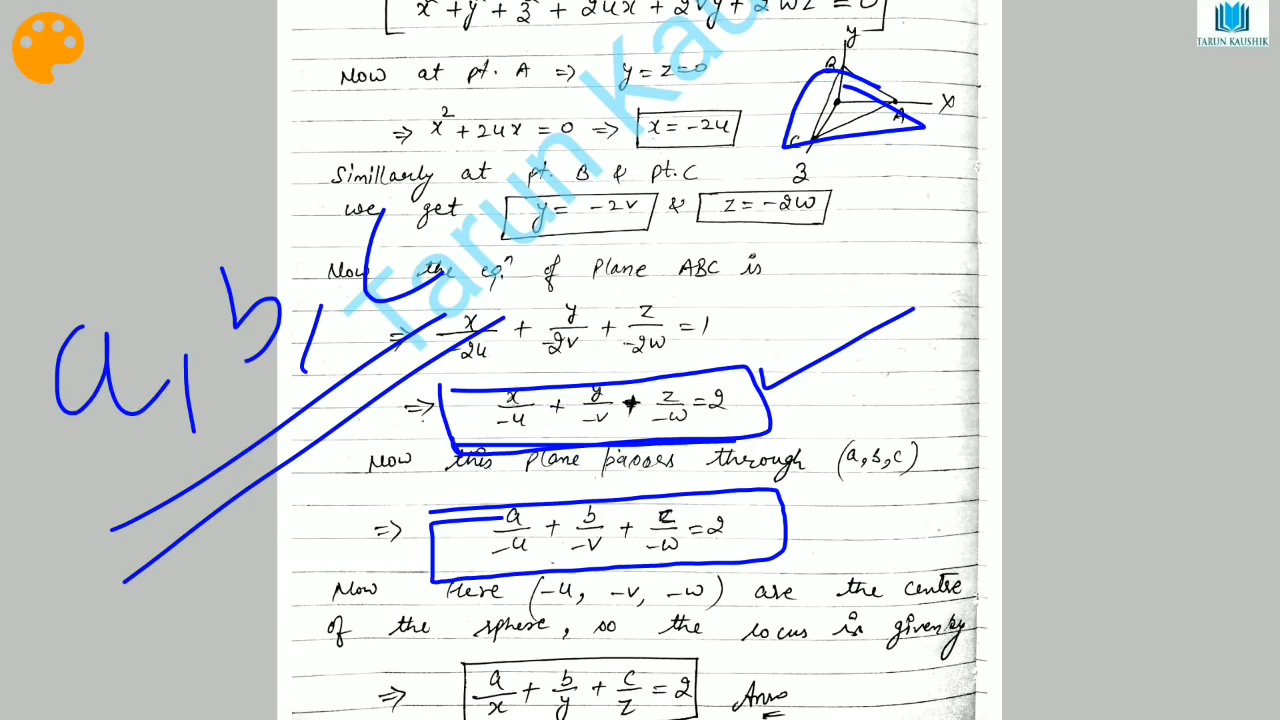 x² + y² + z² + 2ux + 2vy + 2wz = 0
TARUN KAUSHIK
Now at pt. A ⇒ y = z = 0
⇒ x² + 2ux = 0 ⇒ x = -2u
y
B
x
A
C
z
Simillarly at pt. B & pt. C
we get y = -2v & z = -2w
Now the eqⁿ of plane ABC is
⇒ x/-2u + y/-2v + z/-2w = 1
a, b,
⇒ x/-u + y/-v + z/-w = 2
Now this plane passes through (a, b, c)
⇒ a/-u + b/-v + c/-w = 2
Now Here (-u, -v, -w) are the centre
of the sphere, so the locus is given by
⇒ a/x + b/y + c/z = 2 Ans